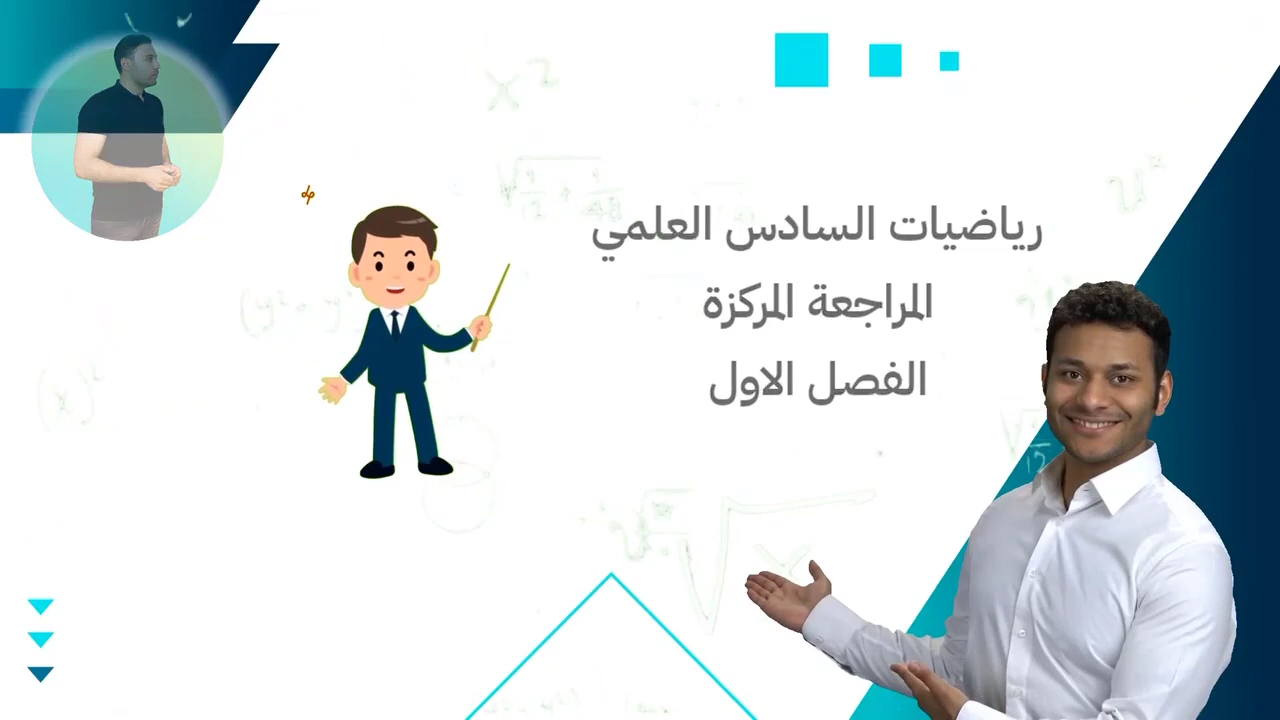 رياضيات السادس العلمي
المراجعة المركزة
الفصل الاول